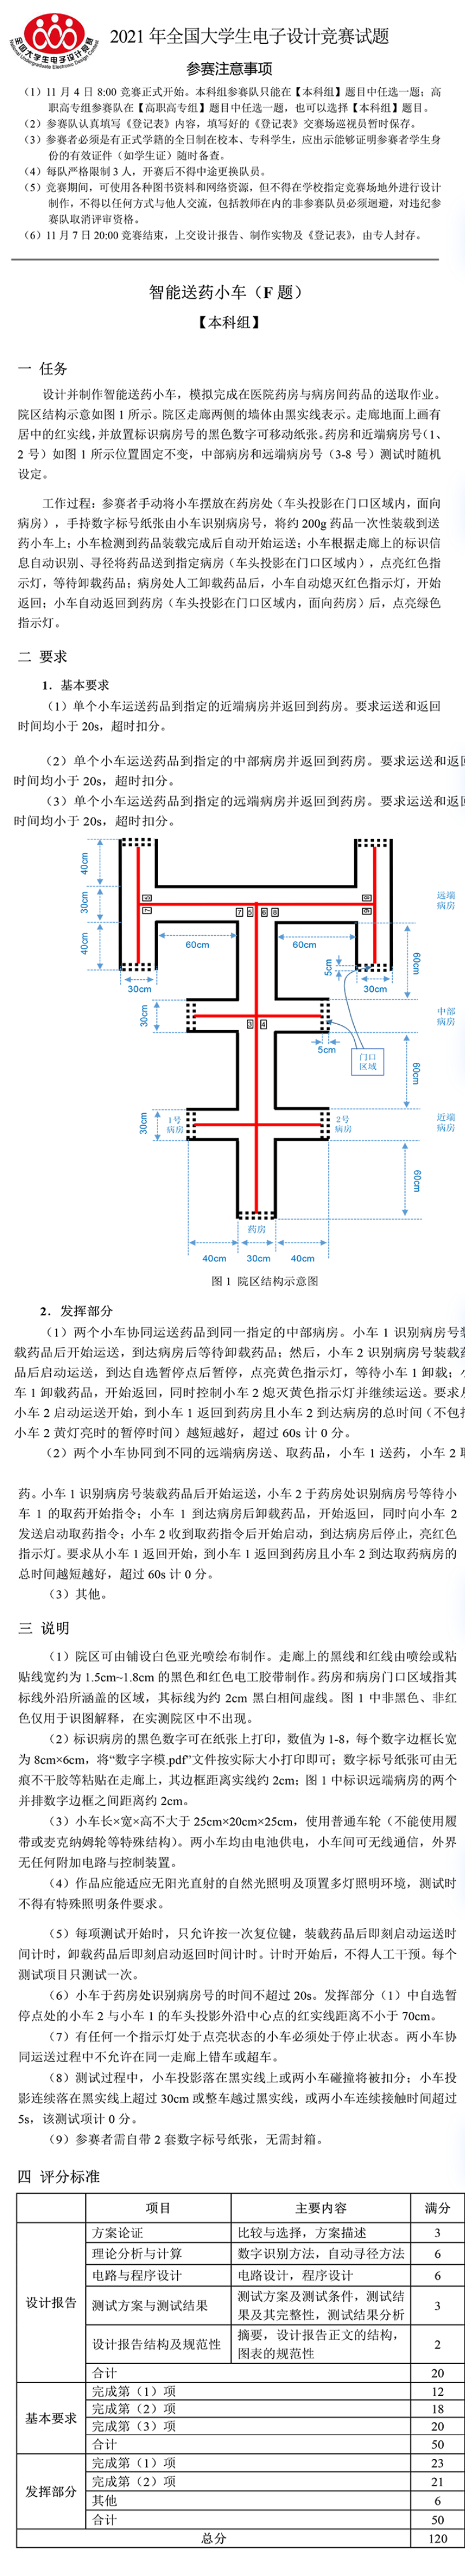 全国大学生电子设计竞赛
National Undergraduate Electronic Design Contest
2021 年全国大学生电子设计竞赛试题
参赛注意事项
（1）11 月 4 日 8:00 竞赛正式开始。本科组参赛队只能在【本科组】题目中任选一题；高
职高专组参赛队在【高职高专组】题目中任选一题，也可以选择【本科组】题目。
（2）参赛队认真填写《登记表》内容，填写好的《登记表》交赛场巡视员暂时保存。
（3）参赛者必须是有正式学籍的全日制在校本、专科学生，应出示能够证明参赛者学生身
份的有效证件（如学生证）随时备查。
（4）每队严格限制 3 人，开赛后不得中途更换队员。
（5）竞赛期间，可使用各种图书资料和网络资源，但不得在学校指定竞赛场地外进行设计
制作，不得以任何方式与他人交流，包括教师在内的非参赛队员必须迴避，对违纪参
赛队取消评审资格。
（6）11 月 7 日 20:00 竞赛结束，上交设计报告、制作实物及《登记表》，由专人封存。
智能送药小车（F 题）
【本科组】
一 任务
设计并制作智能送药小车，模拟完成在医院药房与病房间药品的送取作业。
院区结构示意如图 1 所示。院区走廊两侧的墙体由黑实线表示。走廊地面上画有
居中的红实线，并放置标识病房号的黑色数字可移动纸张。药房和近端病房号（1、
2 号）如图 1 所示位置固定不变，中部病房和远端病房号（3-8 号）测试时随机
设定。
工作过程：参赛者手动将小车摆放在药房处（车头投影在门口区域内，面向
病房），手持数字标号纸张由小车识别病房号，将约 200g 药品一次性装载到送
药小车上；小车检测到药品装载完成后自动开始运送；小车根据走廊上的标识信
息自动识别、寻径将药品送到指定病房（车头投影在门口区域内），点亮红色指
示灯，等待卸载药品；病房处人工卸载药品后，小车自动熄灭红色指示灯，开始
返回；小车自动返回到药房（车头投影在门口区域内，面向药房）后，点亮绿色
指示灯。
二 要求
1．基本要求
（1）单个小车运送药品到指定的近端病房并返回到药房。要求运送和返回
时间均小于 20s，超时扣分。
（2）单个小车运送药品到指定的中部病房并返回到药房。要求运送和返回
时间均小于 20s，超时扣分。
（3）单个小车运送药品到指定的远端病房并返回到药房。要求运送和返回
时间均小于 20s，超时扣分。
40cm
30cm
40cm
5
7
7 5 6 8
远端
病房
60cm
60cm
5cm
30cm
30cm
60cm
30cm
3 4
中部
病房
5cm
门口
区域
60cm
30cm
1号
病房
2号
病房
近端
病房
60cm
药房
40cm 30cm 40cm
图 1 院区结构示意图
2．发挥部分
（1）两个小车协同运送药品到同一指定的中部病房。小车 1 识别病房号装
载药品后开始运送，到达病房后等待卸载药品；然后，小车 2 识别病房号装载药
品后启动运送，到达自选暂停点后暂停，点亮黄色指示灯，等待小车 1 卸载；小
车 1 卸载药品，开始返回，同时控制小车 2 熄灭黄色指示灯并继续运送。要求从
小车 2 启动运送开始，到小车 1 返回到药房且小车 2 到达病房的总时间（不包括
小车 2 黄灯亮时的暂停时间）越短越好，超过 60s 计 0 分。
（2）两个小车协同到不同的远端病房送、取药品，小车 1 送药，小车 2 取
药。小车 1 识别病房号装载药品后开始运送，小车 2 于药房处识别病房号等待小
车 1 的取药开始指令；小车 1 到达病房后卸载药品，开始返回，同时向小车 2
发送启动取药指令；小车 2 收到取药指令后开始启动，到达病房后停止，亮红色
指示灯。要求从小车 1 返回开始，到小车 1 返回到药房且小车 2 到达取药病房的
总时间越短越好，超过 60s 计 0 分。
（3）其他。
三 说明
（1）院区可由铺设白色亚光喷绘布制作。走廊上的黑线和红线由喷绘或粘
贴线宽约为 1.5cm~1.8cm 的黑色和红色电工胶带制作。药房和病房门口区域指其
标线外沿所涵盖的区域，其标线为约 2cm 黑白相间虚线。图 1 中非黑色、非红
色仅用于识图解释，在实测院区中不出现。
（2）标识病房的黑色数字可在纸张上打印，数值为 1-8，每个数字边框长宽
为 8cm×6cm，将“数字字模.pdf”文件按实际大小打印即可；数字标号纸张可由无
痕不干胶等粘贴在走廊上，其边框距离实线约 2cm；图 1 中标识远端病房的两个
并排数字边框之间距离约 2cm。
（3）小车长×宽×高不大于 25cm×20cm×25cm，使用普通车轮（不能使用履
带或麦克纳姆轮等特殊结构）。两小车均由电池供电，小车间可无线通信，外界
无任何附加电路与控制装置。
（4）作品应能适应无阳光直射的自然光照明及顶置多灯照明环境，测试时
不得有特殊照明条件要求。
（5）每项测试开始时，只允许按一次复位键，装载药品后即刻启动运送时
间计时，卸载药品后即刻启动返回时间计时。计时开始后，不得人工干预。每个
测试项目只测试一次。
（6）小车于药房处识别病房号的时间不超过 20s。发挥部分（1）中自选暂
停点处的小车 2 与小车 1 的车头投影外沿中心点的红实线距离不小于 70cm。
（7）有任何一个指示灯处于点亮状态的小车必须处于停止状态。两小车协
同运送过程中不允许在同一走廊上错车或超车。
（8）测试过程中，小车投影落在黑实线上或两小车碰撞将被扣分；小车投
影连续落在黑实线上超过 30cm 或整车越过黑实线，或两小车连续接触时间超过
5s，该测试项计 0 分。
（9）参赛者需自带 2 套数字标号纸张，无需封箱。
四 评分标准
项目 主要内容 满分
设计报告
方案论证 比较与选择，方案描述 3
理论分析与计算 数字识别方法，自动寻径方法 6
电路与程序设计 电路设计，程序设计 6
测试方案与测试结果 测试方案及测试条件，测试结
果及其完整性，测试结果分析 3
设计报告结构及规范性 摘要，设计报告正文的结构，
图表的规范性 2
合计 20
基本要求
完成第（1）项 12
完成第（2）项 18
完成第（3）项 20
合计 50
发挥部分
完成第（1）项 23
完成第（2）项 21
其他 6
合计 50
总分 120